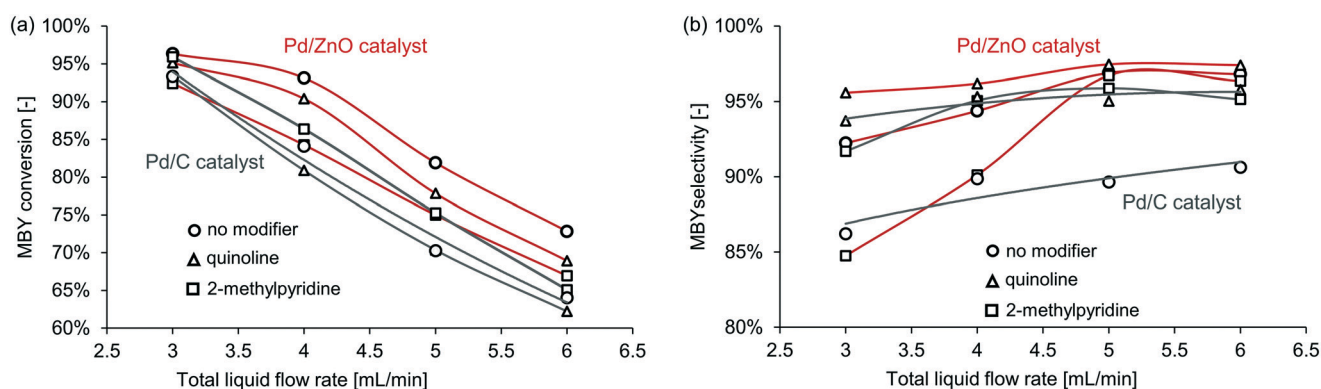 (a)
100%
95%
90%
85%
80%
75%
70%
65%
60%
MBY conversion [-]
Pd/ZnO catalyst
Pd/C catalyst
no modifier
quinoline
2-methylpyridine
2.5 3 3.5 4 4.5 5 5.5 6 6.5
Total liquid flow rate [mL/min]
(b)
100%
95%
90%
85%
80%
MBYselectivity [-]
Pd/ZnO catalyst
Pd/C catalyst
no modifier
quinoline
2-methylpyridine
2.5 3 3.5 4 4.5 5 5.5 6 6.5
Total liquid flow rate [mL/min]